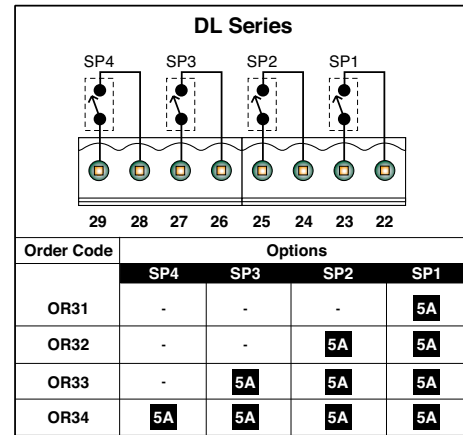 DL Series
SP4 SP3 SP2 SP1
29 28 27 26 25 24 23 22
Order Code Options
SP4 SP3 SP2 SP1
OR31 - - - 5A
OR32 - - 5A 5A
OR33 - 5A 5A 5A
OR34 5A 5A 5A 5A